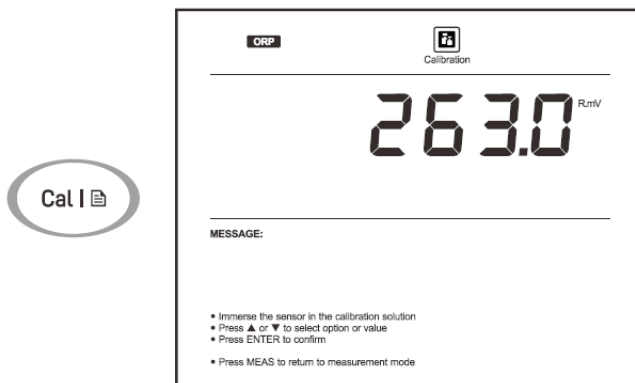 ORP
Calibration
263.0 R.mV
Cal |
MESSAGE:
• Immerse the sensor in the calibration solution
• Press ▲ or ▼ to select option or value
• Press ENTER to confirm
• Press MEAS to return to measurement mode